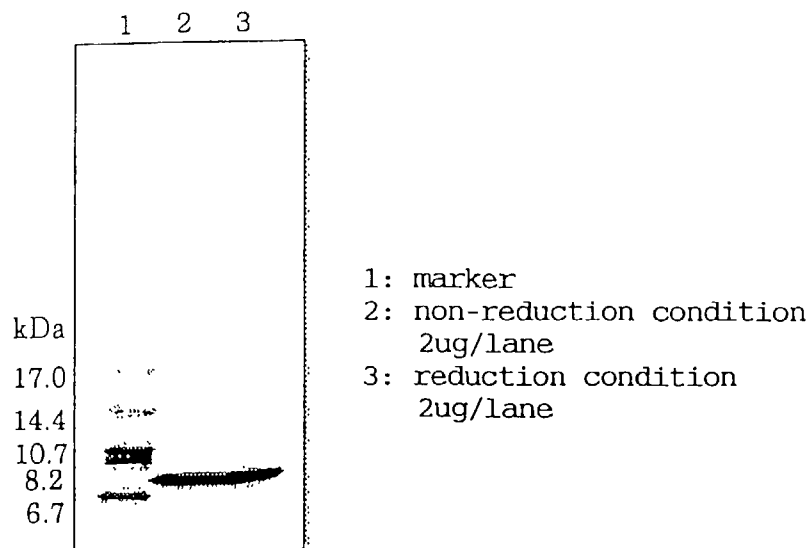 1 2 3
kDa
17.0
14.4
10.7
8.2
6.7
1: marker
2: non-reduction condition
2ug/lane
3: reduction condition
2ug/lane